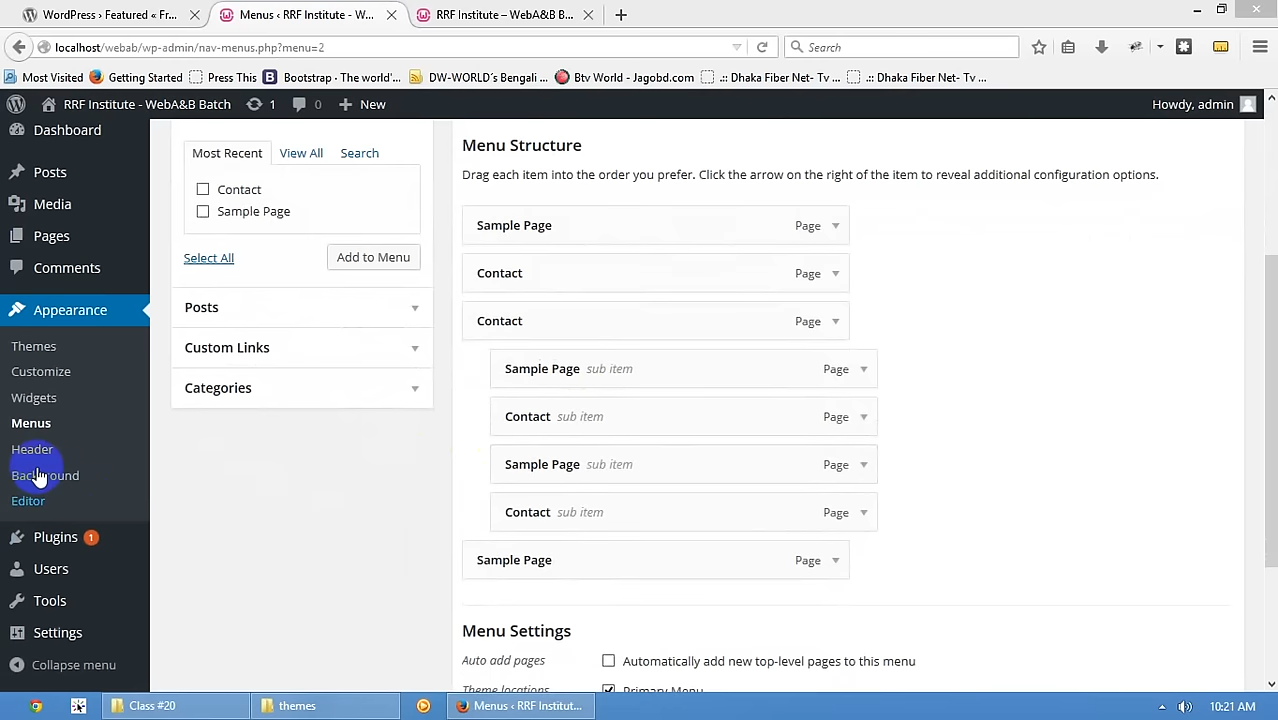 WordPress › Featured « Fr...
Menus ‹ RRF Institute - W...
RRF Institute – WebA&B B...
localhost/webab/wp-admin/nav-menus.php?menu=2
Search
Most Visited
Getting Started
Press This
Bootstrap · The world'...
DW-WORLD's Bengali ...
Btv World - Jagobd.com
.:: Dhaka Fiber Net- Tv ...
.:: Dhaka Fiber Net- Tv ...
RRF Institute - WebA&B Batch
1
0
New
Howdy, admin
Dashboard
Posts
Media
Pages
Comments
Appearance
Themes
Customize
Widgets
Menus
Header
Background
Editor
Plugins 1
Users
Tools
Settings
Collapse menu
Most Recent
View All
Search
Contact
Sample Page
Select All
Add to Menu
Posts
Custom Links
Categories
Menu Structure
Drag each item into the order you prefer. Click the arrow on the right of the item to reveal additional configuration options.
Sample Page Page
Contact Page
Contact Page
Sample Page sub item Page
Contact sub item Page
Sample Page sub item Page
Contact sub item Page
Sample Page Page
Menu Settings
Auto add pages
Automatically add new top-level pages to this menu
Theme locations
Primary Menu
Class #20
themes
Menus ‹ RRF Institut...
10:21 AM